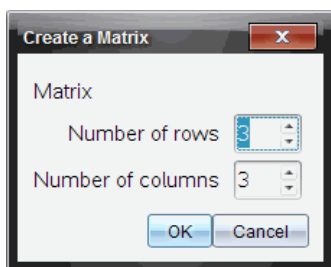 Create a Matrix
Matrix
Number of rows 3
Number of columns 3
OK Cancel